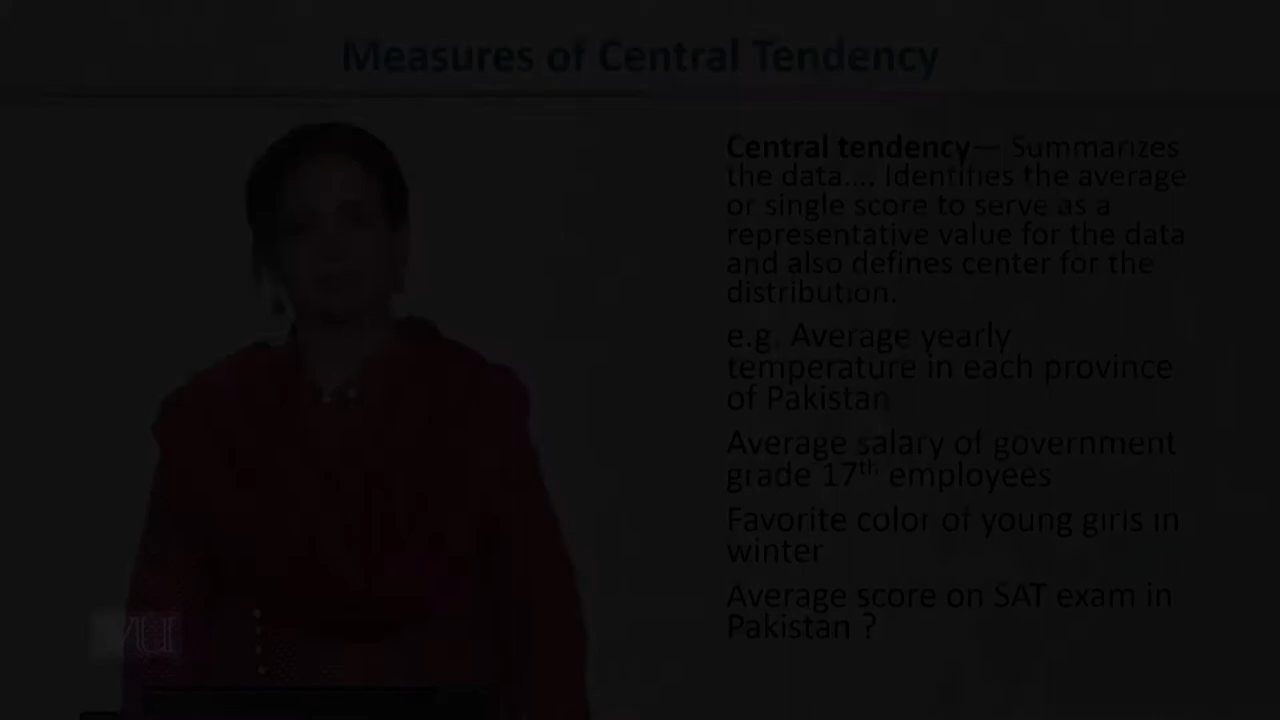 Measures of Central Tendency
Central tendency— Summarizes
the data.... Identifies the average
or single score to serve as a
representative value for the data
and also defines center for the
distribution.
e.g. Average yearly
temperature in each province
of Pakistan
Average salary of government
grade 17th employees
Favorite color of young girls in
winter
Average score on SAT exam in
Pakistan ?
VU